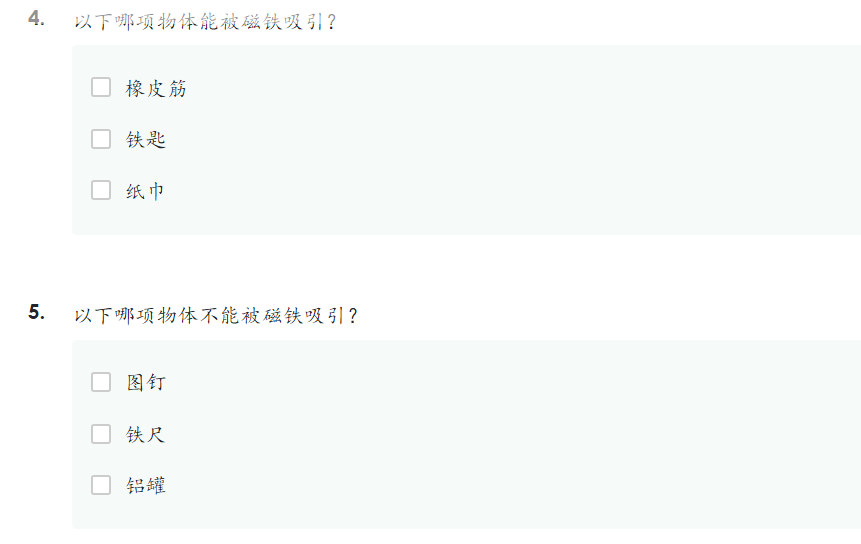 4. 以下哪项物体能被磁铁吸引？
橡皮筋
铁匙
纸巾
5. 以下哪项物体不能被磁铁吸引？
图钉
铁尺
铝罐